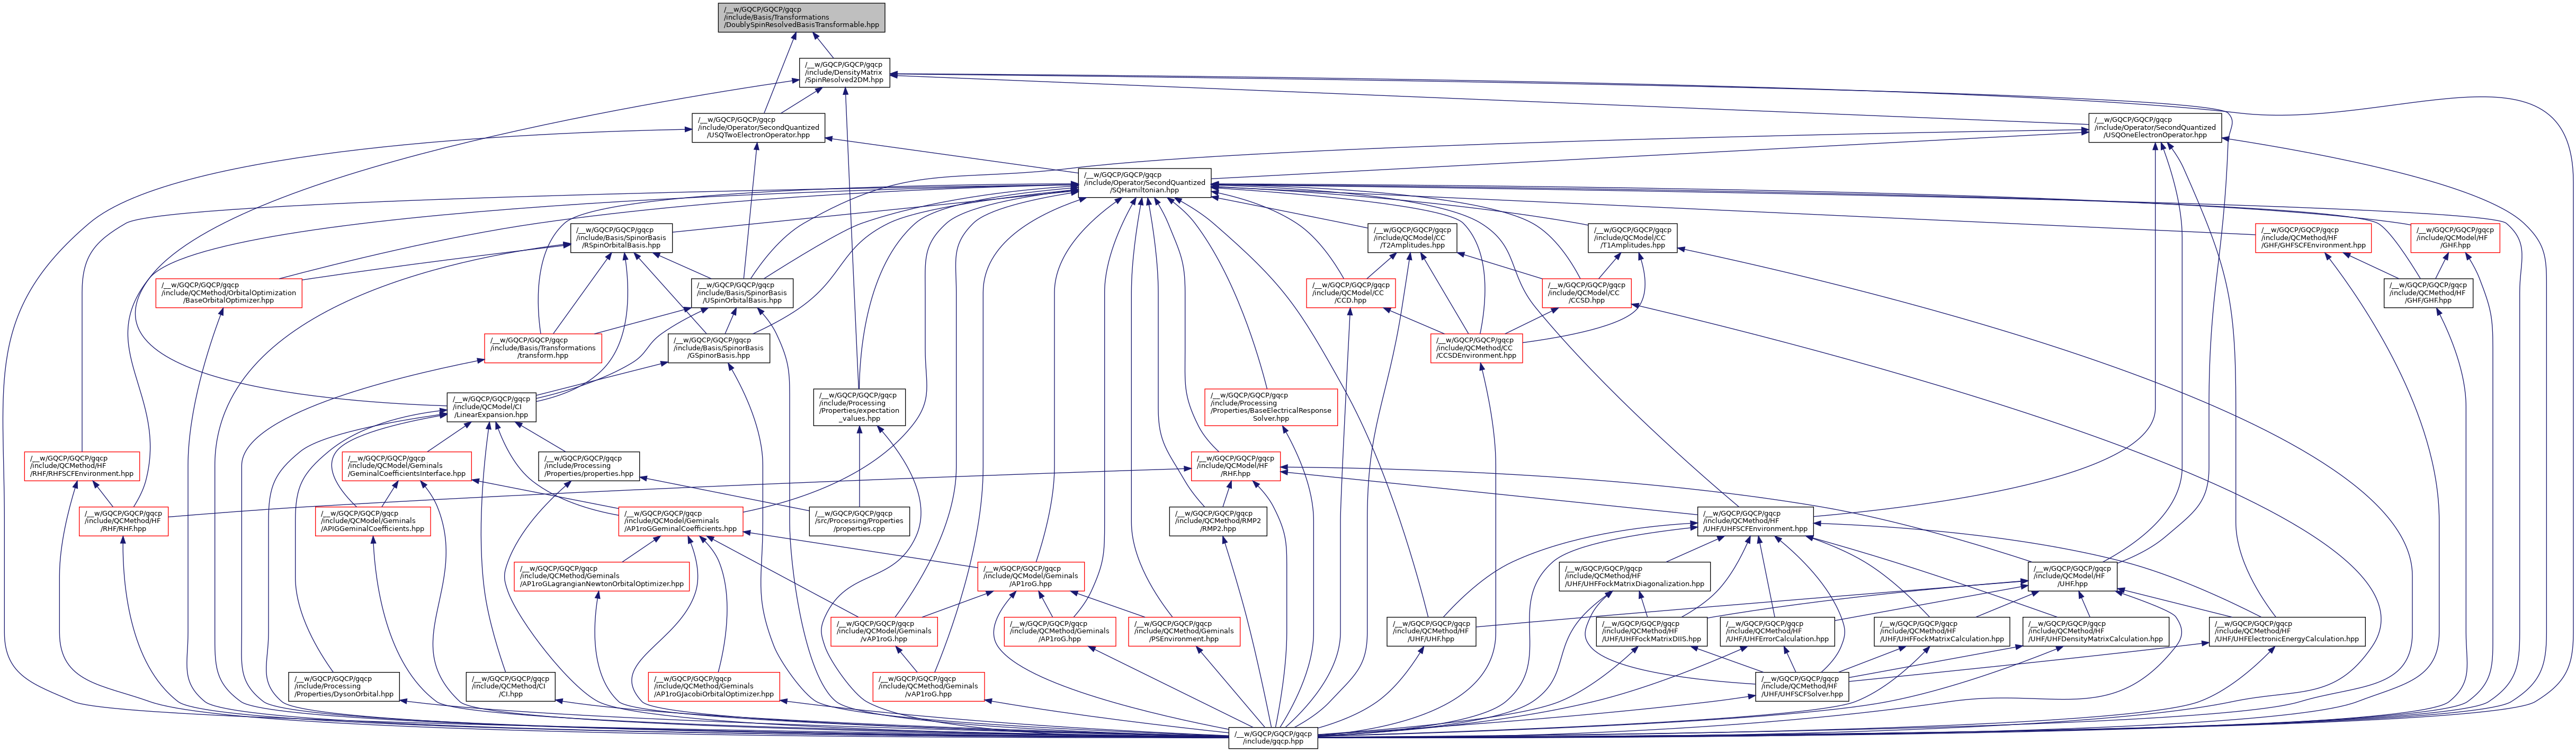 /__w/GQCP/GQCP/gqcp
/include/Basis/Transformations
/DoublySpinResolvedBasisTransformable.hpp
/__w/GQCP/GQCP/gqcp
/include/DensityMatrix
/SpinResolved2DM.hpp
/__w/GQCP/GQCP/gqcp
/include/Operator/SecondQuantized
/USQTwoElectronOperator.hpp
/__w/GQCP/GQCP/gqcp
/include/Operator/SecondQuantized
/USQOneElectronOperator.hpp
/__w/GQCP/GQCP/gqcp
/include/Operator/SecondQuantized
/SQHamiltonian.hpp
/__w/GQCP/GQCP/gqcp
/include/Basis/SpinorBasis
/RSpinOrbitalBasis.hpp
/__w/GQCP/GQCP/gqcp
/include/QCModel/CC
/T2Amplitudes.hpp
/__w/GQCP/GQCP/gqcp
/include/QCModel/CC
/T1Amplitudes.hpp
/__w/GQCP/GQCP/gqcp
/include/QCMethod/HF
/GHF/GHFSCFEnvironment.hpp
/__w/GQCP/GQCP/gqcp
/include/QCModel/HF
/GHF.hpp
/__w/GQCP/GQCP/gqcp
/include/QCMethod/OrbitalOptimization
/BaseOrbitalOptimizer.hpp
/__w/GQCP/GQCP/gqcp
/include/Basis/SpinorBasis
/USpinOrbitalBasis.hpp
/__w/GQCP/GQCP/gqcp
/include/QCModel/CC
/CCD.hpp
/__w/GQCP/GQCP/gqcp
/include/QCModel/CC
/CCSD.hpp
/__w/GQCP/GQCP/gqcp
/include/QCMethod/HF
/GHF/GHF.hpp
/__w/GQCP/GQCP/gqcp
/include/Basis/Transformations
/transform.hpp
/__w/GQCP/GQCP/gqcp
/include/Basis/SpinorBasis
/GSpinorBasis.hpp
/__w/GQCP/GQCP/gqcp
/include/QCMethod/CC
/CCSDEnvironment.hpp
/__w/GQCP/GQCP/gqcp
/include/QCModel/CI
/LinearExpansion.hpp
/__w/GQCP/GQCP/gqcp
/include/Processing
/Properties/expectation
_values.hpp
/__w/GQCP/GQCP/gqcp
/include/Processing
/Properties/BaseElectricalResponse
Solver.hpp
/__w/GQCP/GQCP/gqcp
/include/QCMethod/HF
/RHF/RHFSCFEnvironment.hpp
/__w/GQCP/GQCP/gqcp
/include/QCModel/Geminals
/GeminalCoefficientsInterface.hpp
/__w/GQCP/GQCP/gqcp
/include/Processing
/Properties/properties.hpp
/__w/GQCP/GQCP/gqcp
/include/QCModel/HF
/RHF.hpp
/__w/GQCP/GQCP/gqcp
/include/QCMethod/HF
/RHF/RHF.hpp
/__w/GQCP/GQCP/gqcp
/include/QCModel/Geminals
/APIGGeminalCoefficients.hpp
/__w/GQCP/GQCP/gqcp
/include/QCModel/Geminals
/AP1roGGeminalCoefficients.hpp
/__w/GQCP/GQCP/gqcp
/src/Processing/Properties
/properties.cpp
/__w/GQCP/GQCP/gqcp
/include/QCMethod/RMP2
/RMP2.hpp
/__w/GQCP/GQCP/gqcp
/include/QCMethod/HF
/UHF/UHFSCFEnvironment.hpp
/__w/GQCP/GQCP/gqcp
/include/QCMethod/Geminals
/AP1roGLagrangianNewtonOrbitalOptimizer.hpp
/__w/GQCP/GQCP/gqcp
/include/QCModel/Geminals
/AP1roG.hpp
/__w/GQCP/GQCP/gqcp
/include/QCMethod/HF
/UHF/UHFFockMatrixDiagonalization.hpp
/__w/GQCP/GQCP/gqcp
/include/QCModel/HF
/UHF.hpp
/__w/GQCP/GQCP/gqcp
/include/QCModel/Geminals
/vAP1roG.hpp
/__w/GQCP/GQCP/gqcp
/include/QCMethod/Geminals
/AP1roG.hpp
/__w/GQCP/GQCP/gqcp
/include/QCMethod/Geminals
/PSEnvironment.hpp
/__w/GQCP/GQCP/gqcp
/include/QCMethod/HF
/UHF/UHF.hpp
/__w/GQCP/GQCP/gqcp
/include/QCMethod/HF
/UHF/UHFFockMatrixDIIS.hpp
/__w/GQCP/GQCP/gqcp
/include/QCMethod/HF
/UHF/UHFErrorCalculation.hpp
/__w/GQCP/GQCP/gqcp
/include/QCMethod/HF
/UHF/UHFFockMatrixCalculation.hpp
/__w/GQCP/GQCP/gqcp
/include/QCMethod/HF
/UHF/UHFDensityMatrixCalculation.hpp
/__w/GQCP/GQCP/gqcp
/include/QCMethod/HF
/UHF/UHFElectronicEnergyCalculation.hpp
/__w/GQCP/GQCP/gqcp
/include/Processing
/Properties/DysonOrbital.hpp
/__w/GQCP/GQCP/gqcp
/include/QCMethod/CI
/CI.hpp
/__w/GQCP/GQCP/gqcp
/include/QCMethod/Geminals
/AP1roGJacobiOrbitalOptimizer.hpp
/__w/GQCP/GQCP/gqcp
/include/QCMethod/Geminals
/vAP1roG.hpp
/__w/GQCP/GQCP/gqcp
/include/QCMethod/HF
/UHF/UHFSCFSolver.hpp
/__w/GQCP/GQCP/gqcp
/include/gqcp.hpp